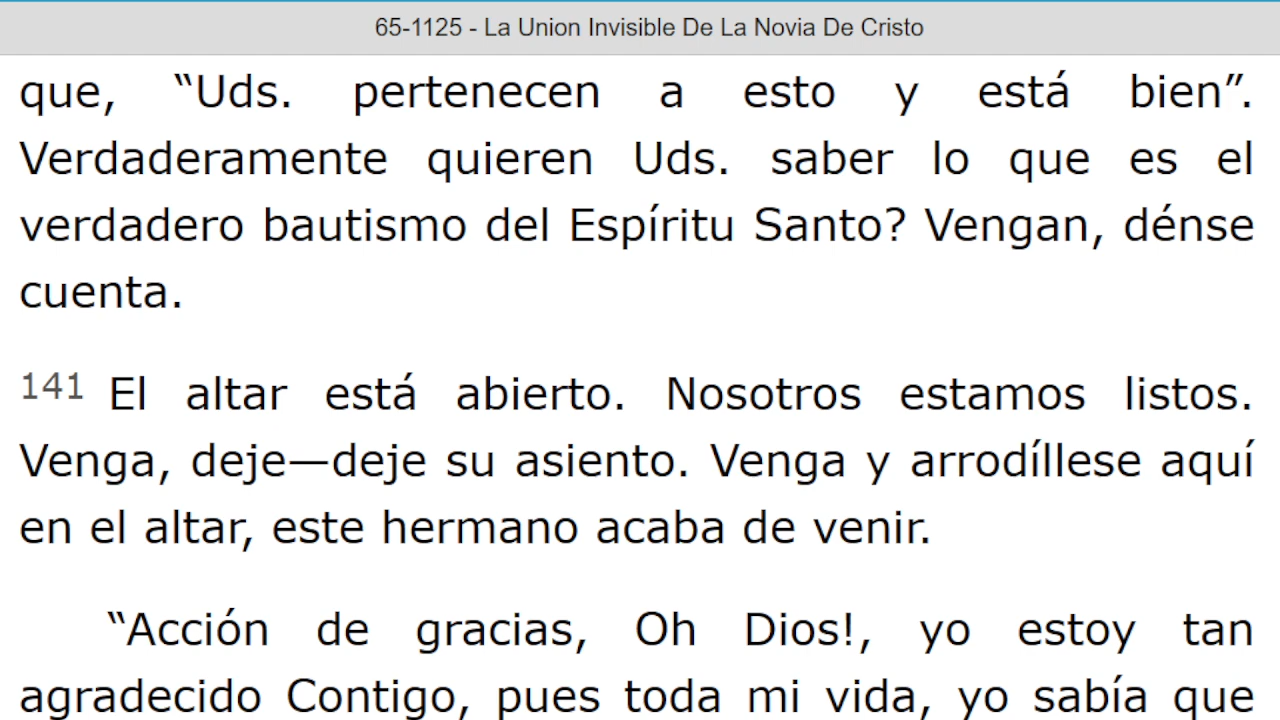 65-1125 - La Union Invisible De La Novia De Cristo
que, “Uds. pertenecen a esto y está bien”.
Verdaderamente quieren Uds. saber lo que es el
verdadero bautismo del Espíritu Santo? Vengan, dénse
cuenta.
141 El altar está abierto. Nosotros estamos listos.
Venga, deje—deje su asiento. Venga y arrodíllese aquí
en el altar, este hermano acaba de venir.
“Acción de gracias, Oh Dios!, yo estoy tan
agradecido Contigo, pues toda mi vida, yo sabía que